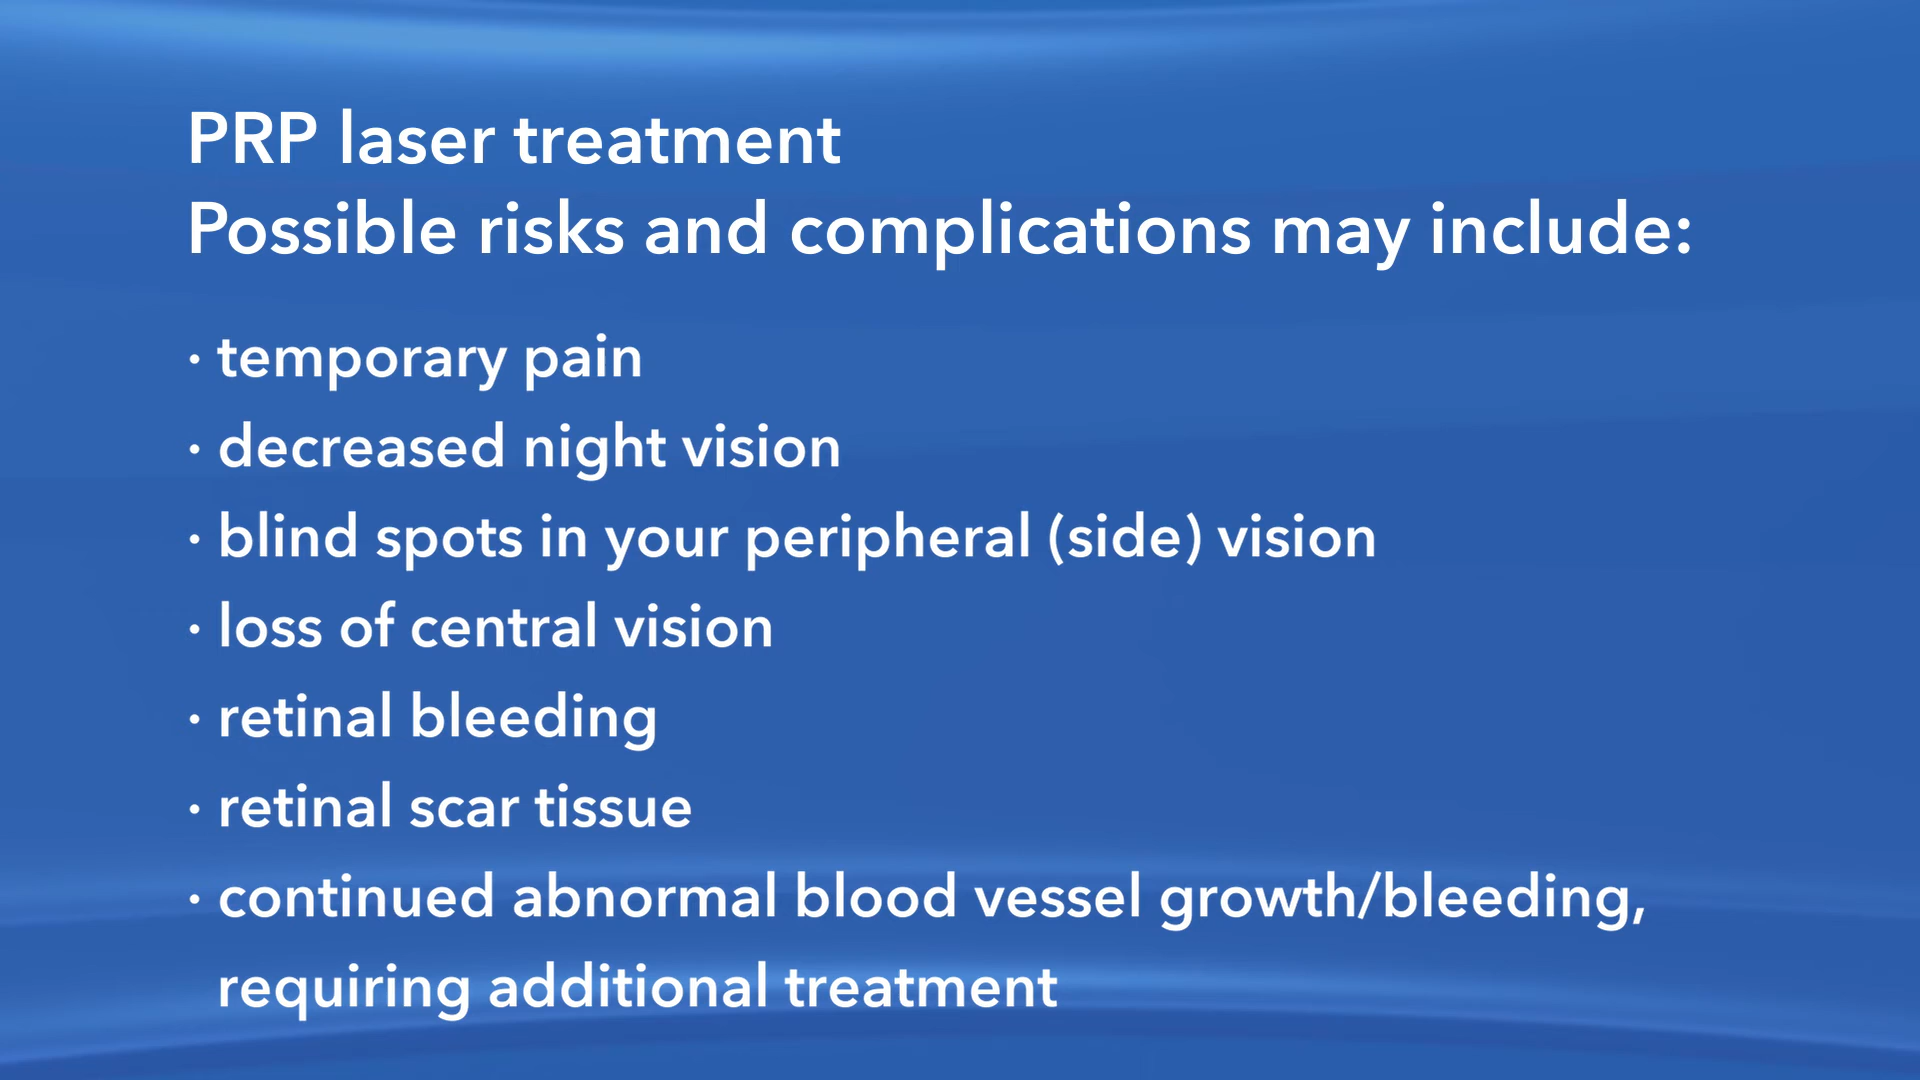 PRP laser treatment
Possible risks and complications may include:
· temporary pain
· decreased night vision
· blind spots in your peripheral (side) vision
· loss of central vision
· retinal bleeding
· retinal scar tissue
· continued abnormal blood vessel growth/bleeding,
requiring additional treatment